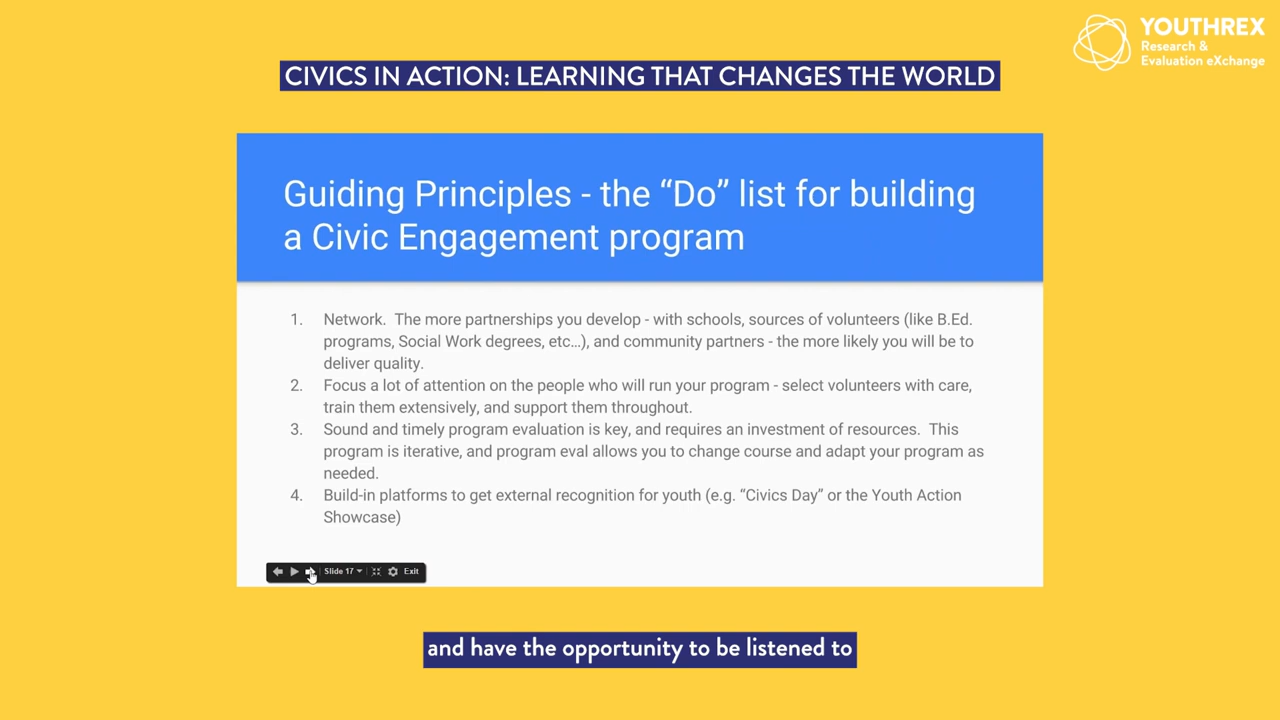 YOUTHREX
Research &
Evaluation eXchange
CIVICS IN ACTION: LEARNING THAT CHANGES THE WORLD
Guiding Principles - the “Do” list for building
a Civic Engagement program
1. Network. The more partnerships you develop - with schools, sources of volunteers (like B.Ed.
programs, Social Work degrees, etc…), and community partners - the more likely you will be to
deliver quality.
2. Focus a lot of attention on the people who will run your program - select volunteers with care,
train them extensively, and support them throughout.
3. Sound and timely program evaluation is key, and requires an investment of resources. This
program is iterative, and program eval allows you to change course and adapt your program as
needed.
4. Build-in platforms to get external recognition for youth (e.g. “Civics Day” or the Youth Action
Showcase)
Slide 17 Exit
and have the opportunity to be listened to